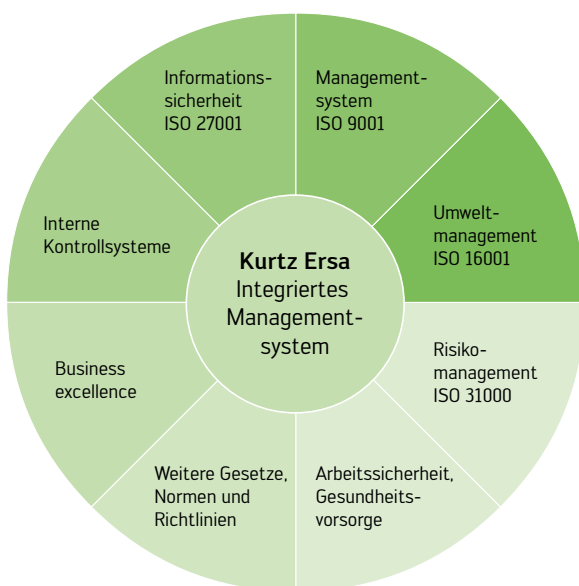 Informations-
sicherheit
ISO 27001
Management-
system
ISO 9001
Umwelt-
management
ISO 16001
Risiko-
management
ISO 31000
Arbeitssicherheit,
Gesundheits-
vorsorge
Weitere Gesetze,
Normen und
Richtlinien
Business
excellence
Interne
Kontrollsysteme
Kurtz Ersa
Integriertes
Management-
system